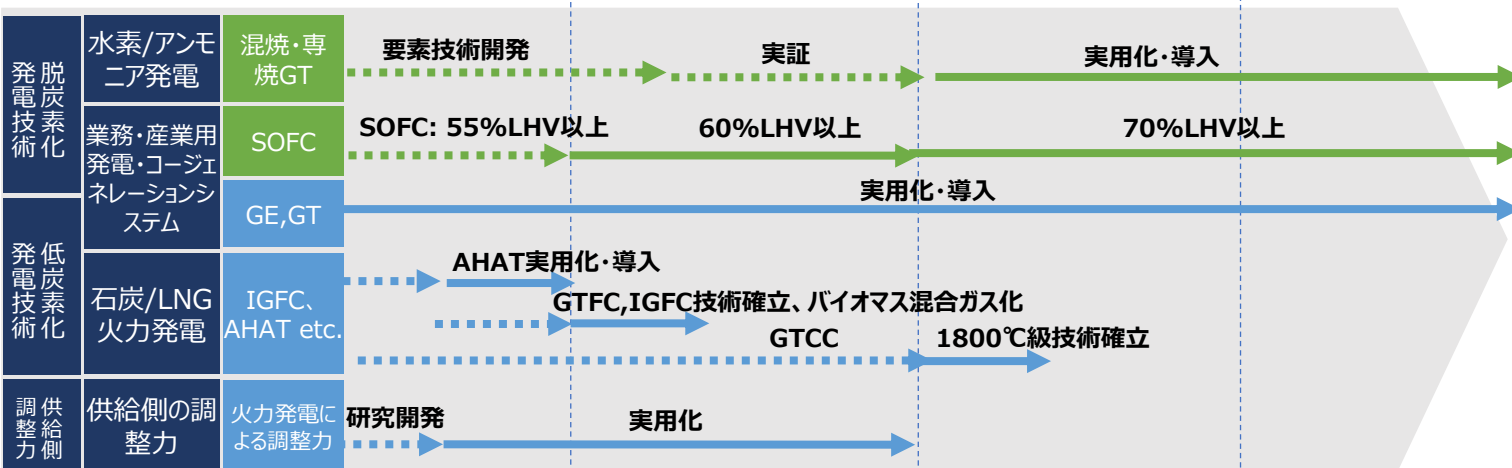 脱炭素化
発電技術
水素/アンモ
ニア発電
混焼・専
焼GT
要素技術開発
実証
実用化・導入
業務・産業用
発電・コージェ
ネレーションシ
ステム
SOFC
SOFC: 55%LHV以上
60%LHV以上
70%LHV以上
GE,GT
実用化・導入
低炭素化
発電技術
石炭/LNG
火力発電
IGFC、
AHAT etc.
AHAT実用化・導入
GTFC,IGFC技術確立、バイオマス混合ガス化
GTCC
1800℃級技術確立
供給側
調整力
供給側の調
整力
火力発電に
よる調整力
研究開発
実用化